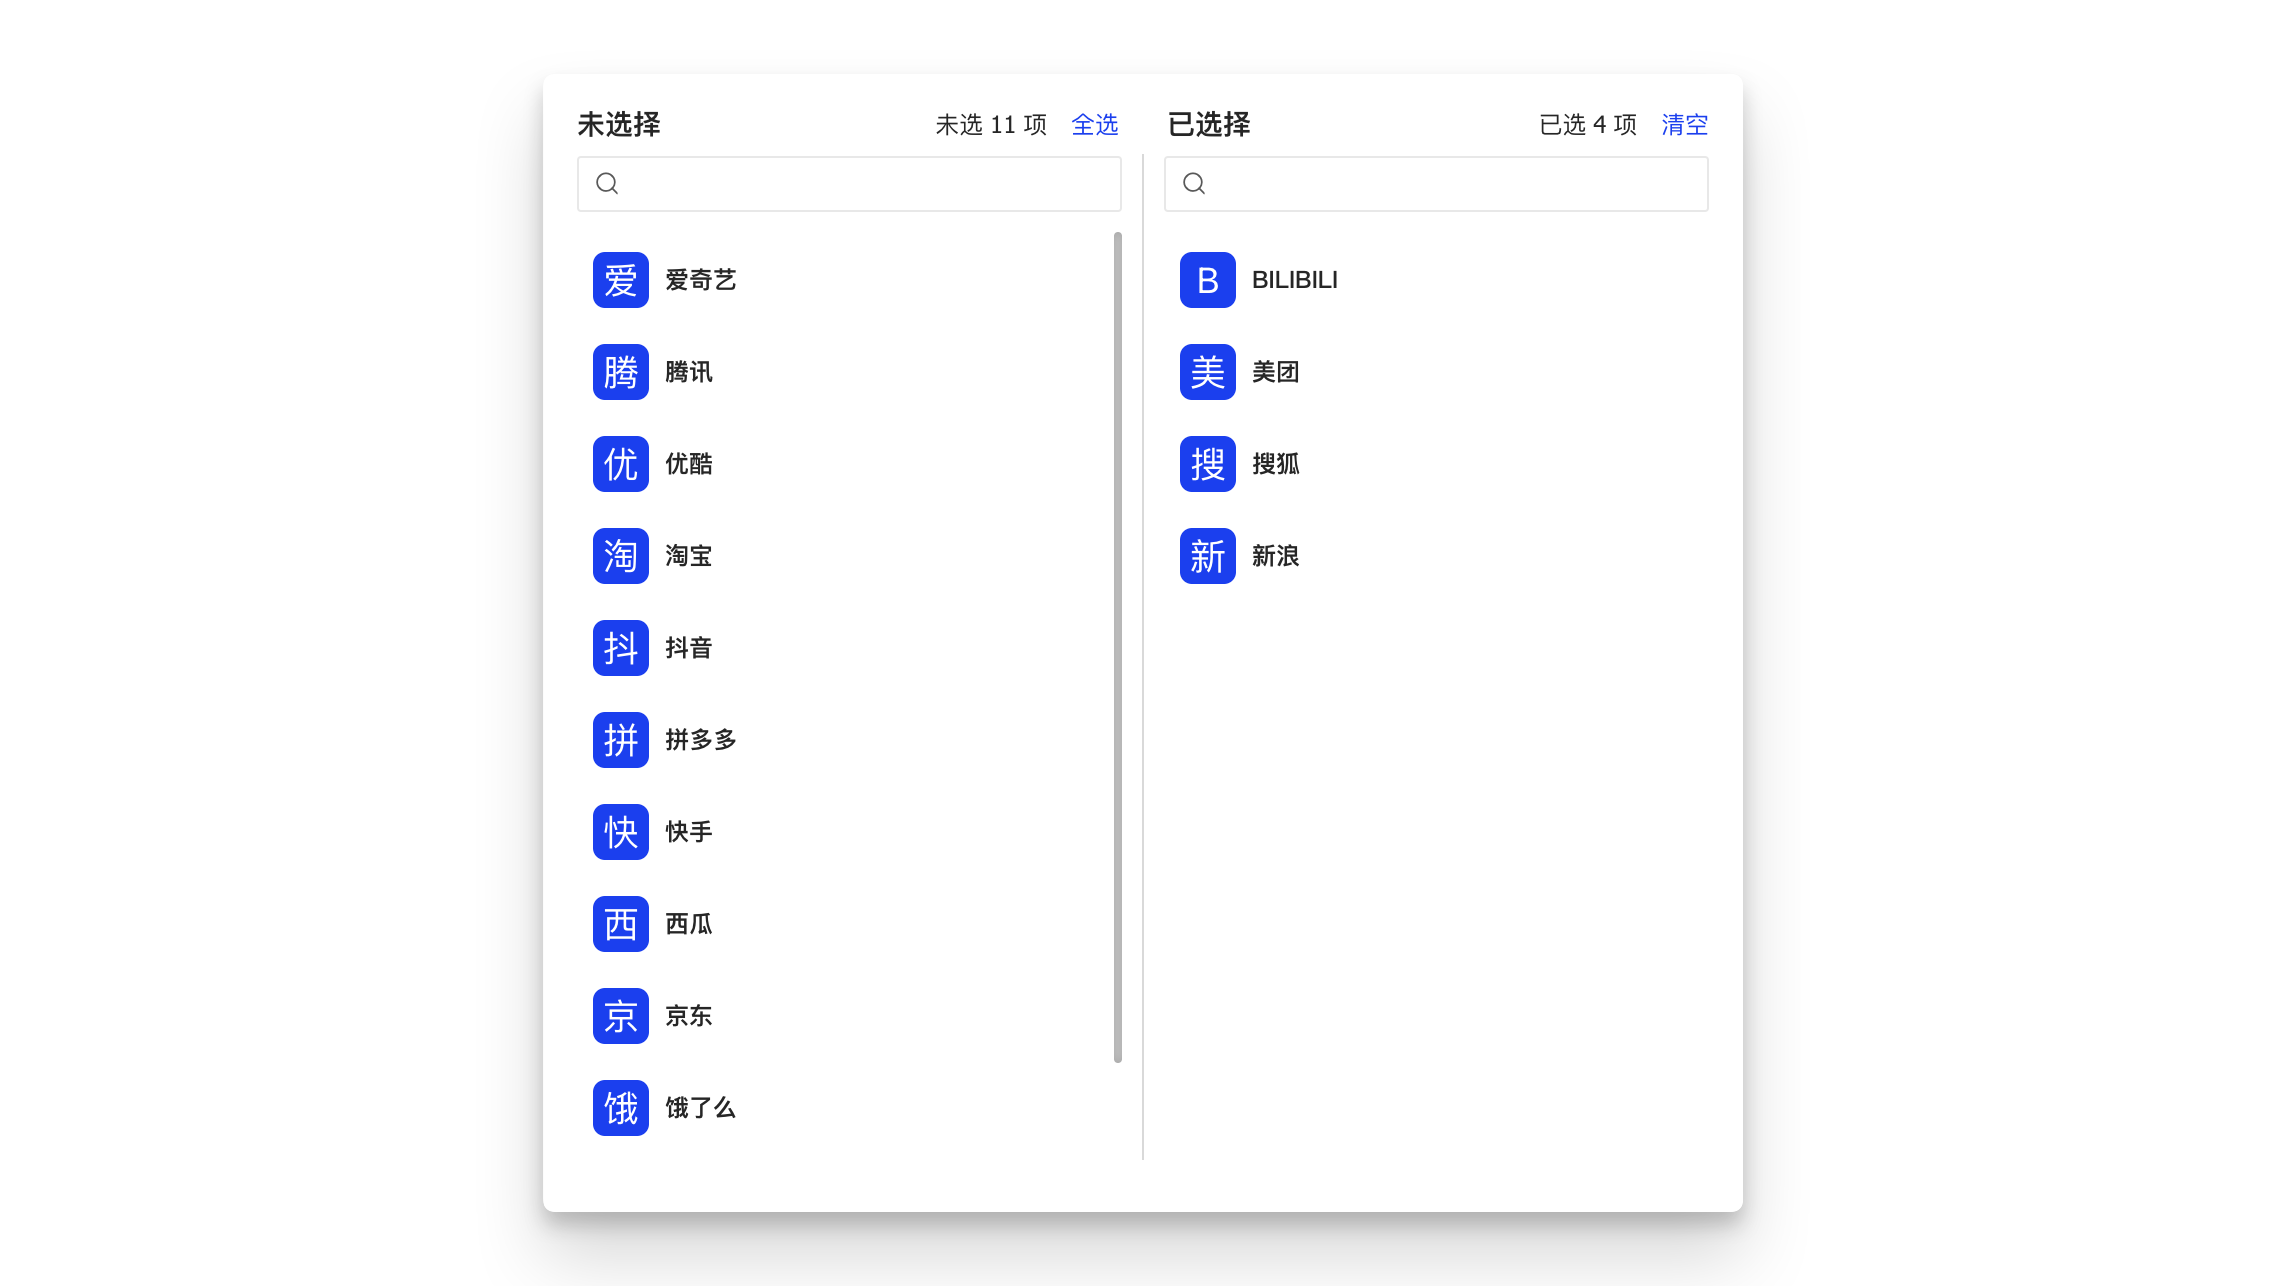 未选择 未选 11 项 全选
爱 爱奇艺
腾 腾讯
优 优酷
淘 淘宝
抖 抖音
拼 拼多多
快 快手
西 西瓜
京 京东
饿 饿了么
已选择 已选 4 项 清空
B BILIBILI
美 美团
搜 搜狐
新 新浪